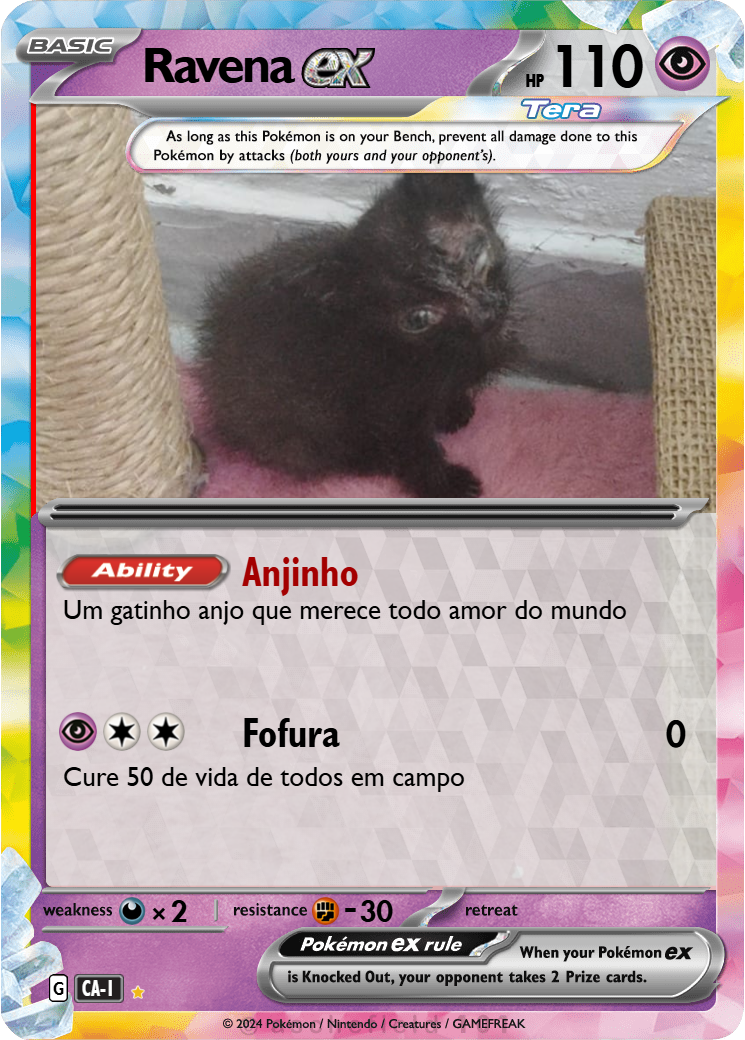 BASIC
Ravena ex
HP 110
Tera
As long as this Pokémon is on your Bench, prevent all damage done to this
Pokémon by attacks (both yours and your opponent's).
Ability Anjinho
Um gatinho anjo que merece todo amor do mundo
Fofura 0
Cure 50 de vida de todos em campo
weakness × 2 resistance -30 retreat
Pokémon ex rule When your Pokémon ex
is Knocked Out, your opponent takes 2 Prize cards.
G CA-I
© 2024 Pokémon / Nintendo / Creatures / GAMEFREAK